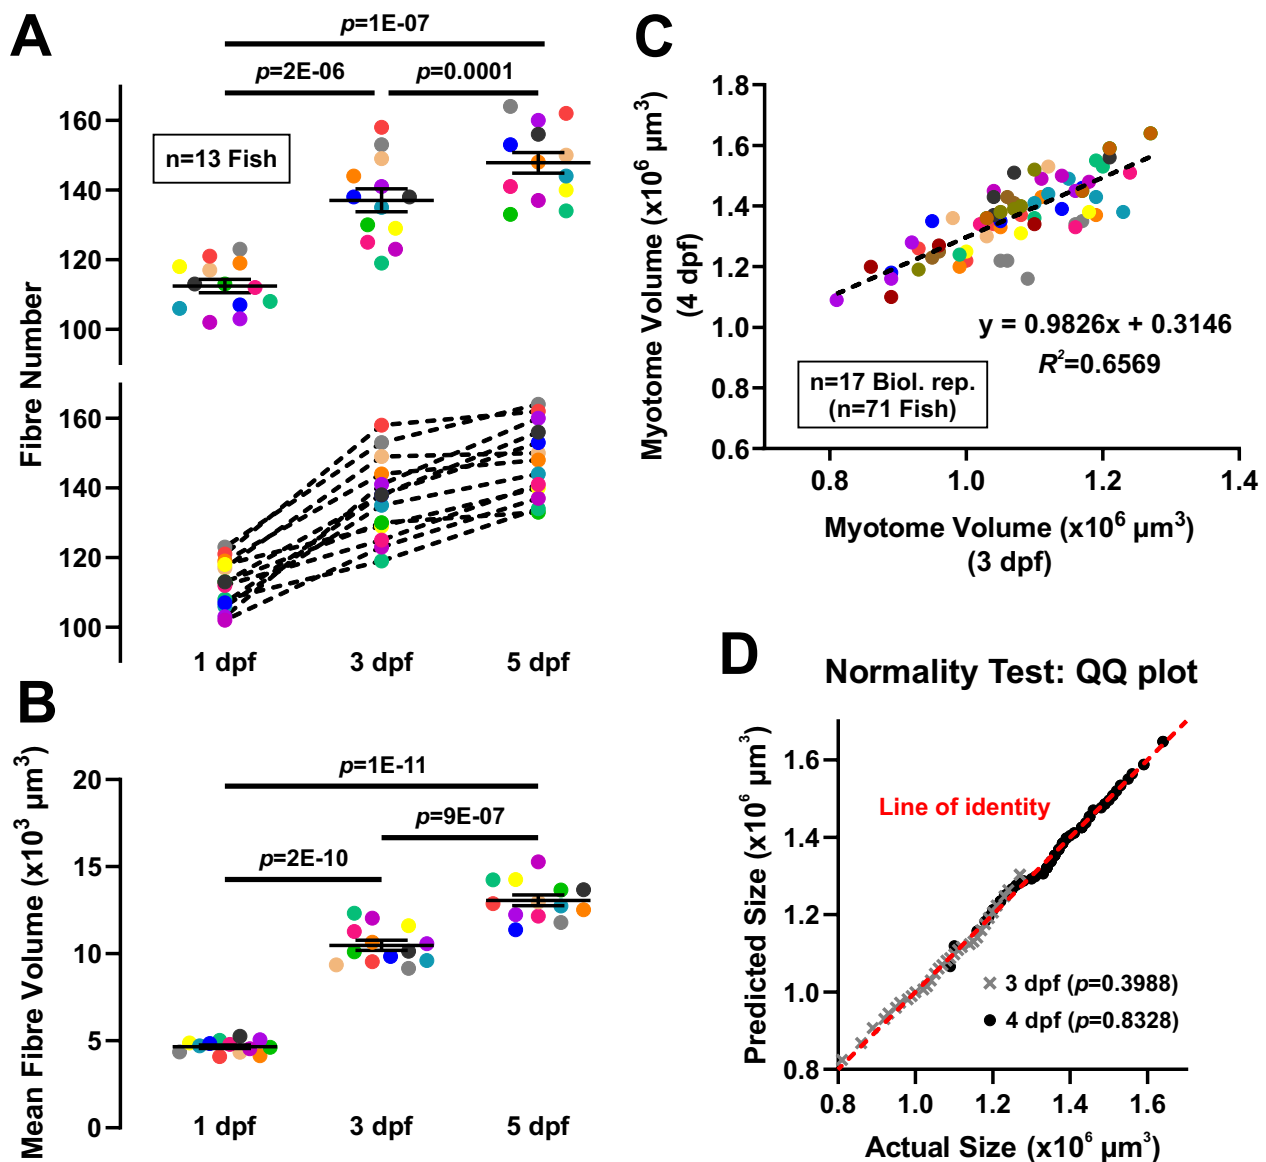 A
p=1E-07
p=2E-06
p=0.0001
n=13 Fish
Fibre Number
160
140
120
100
160
140
120
100
1 dpf
3 dpf
5 dpf
B
p=1E-11
p=9E-07
p=2E-10
Mean Fibre Volume (x10³ µm³)
20
15
10
5
0
1 dpf
3 dpf
5 dpf
C
Myotome Volume (x10⁶ µm³)
(4 dpf)
1.8
1.6
1.4
1.2
1.0
0.8
0.6
y = 0.9826x + 0.3146
R²=0.6569
n=17 Biol. rep.
(n=71 Fish)
0.8
1.0
1.2
1.4
Myotome Volume (x10⁶ µm³)
(3 dpf)
D
Normality Test: QQ plot
Predicted Size (x10⁶ µm³)
1.6
1.4
1.2
1.0
0.8
Line of identity
3 dpf (p=0.3988)
4 dpf (p=0.8328)
0.8
1.0
1.2
1.4
1.6
Actual Size (x10⁶ µm³)